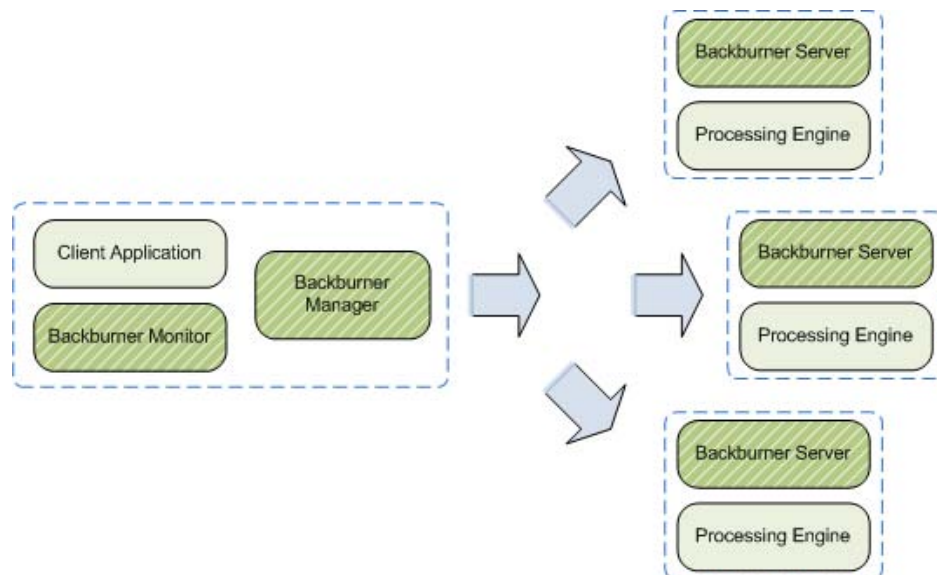 Backburner Server
Processing Engine
Client Application
Backburner Monitor
Backburner
Manager
Backburner Server
Processing Engine
Backburner Server
Processing Engine